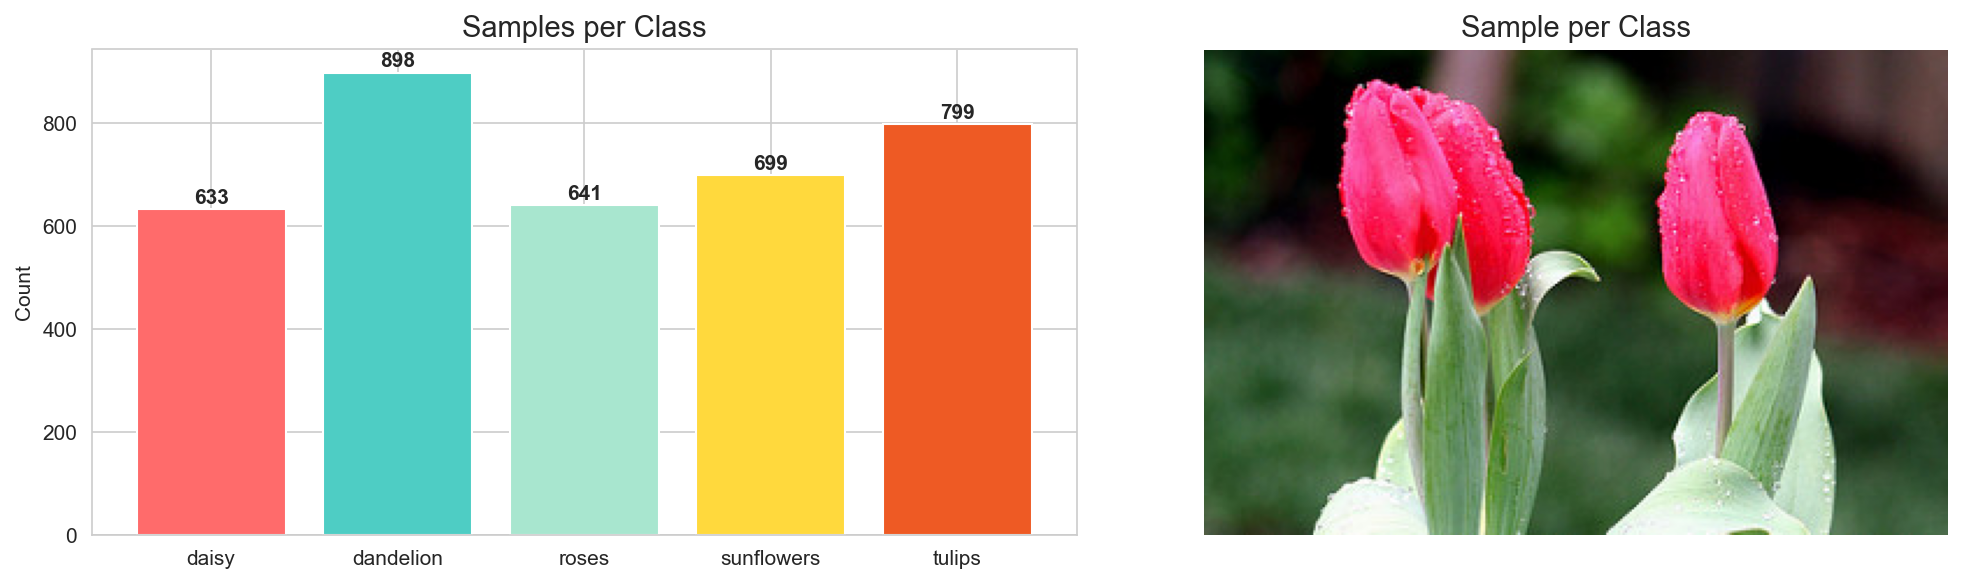 Samples per Class
Sample per Class
898
799
800
699
633
641
600
Count
400
200
0
daisy
dandelion
roses
sunflowers
tulips